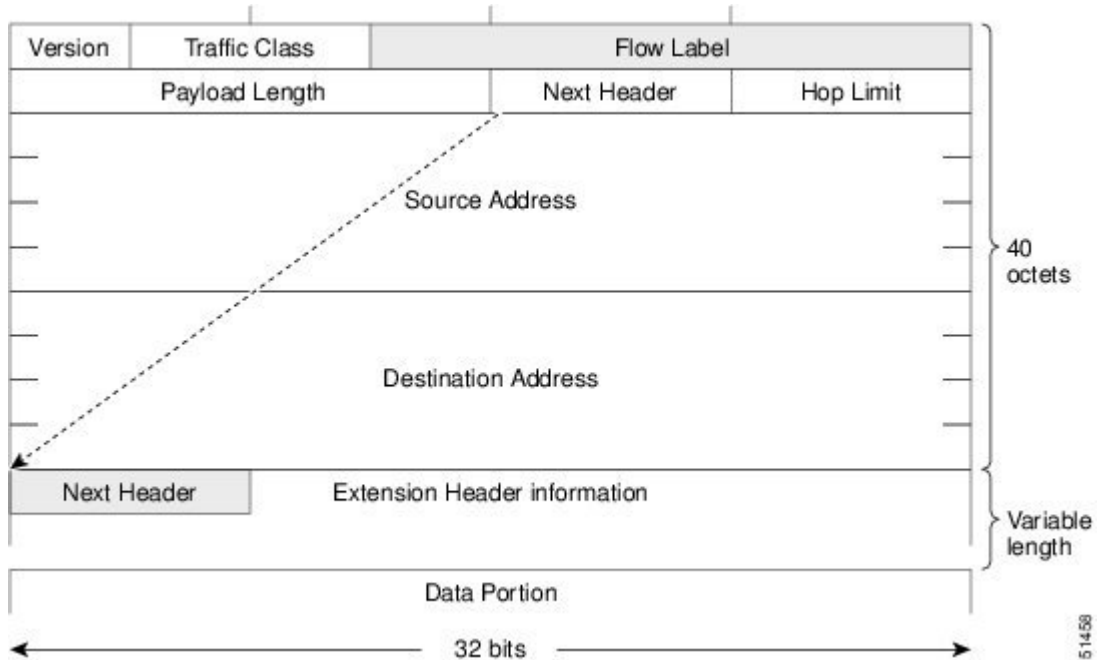 Version Traffic Class Flow Label
Payload Length Next Header Hop Limit
Source Address
40
octets
Destination Address
Next Header Extension Header information
Variable
length
Data Portion
32 bits
51458